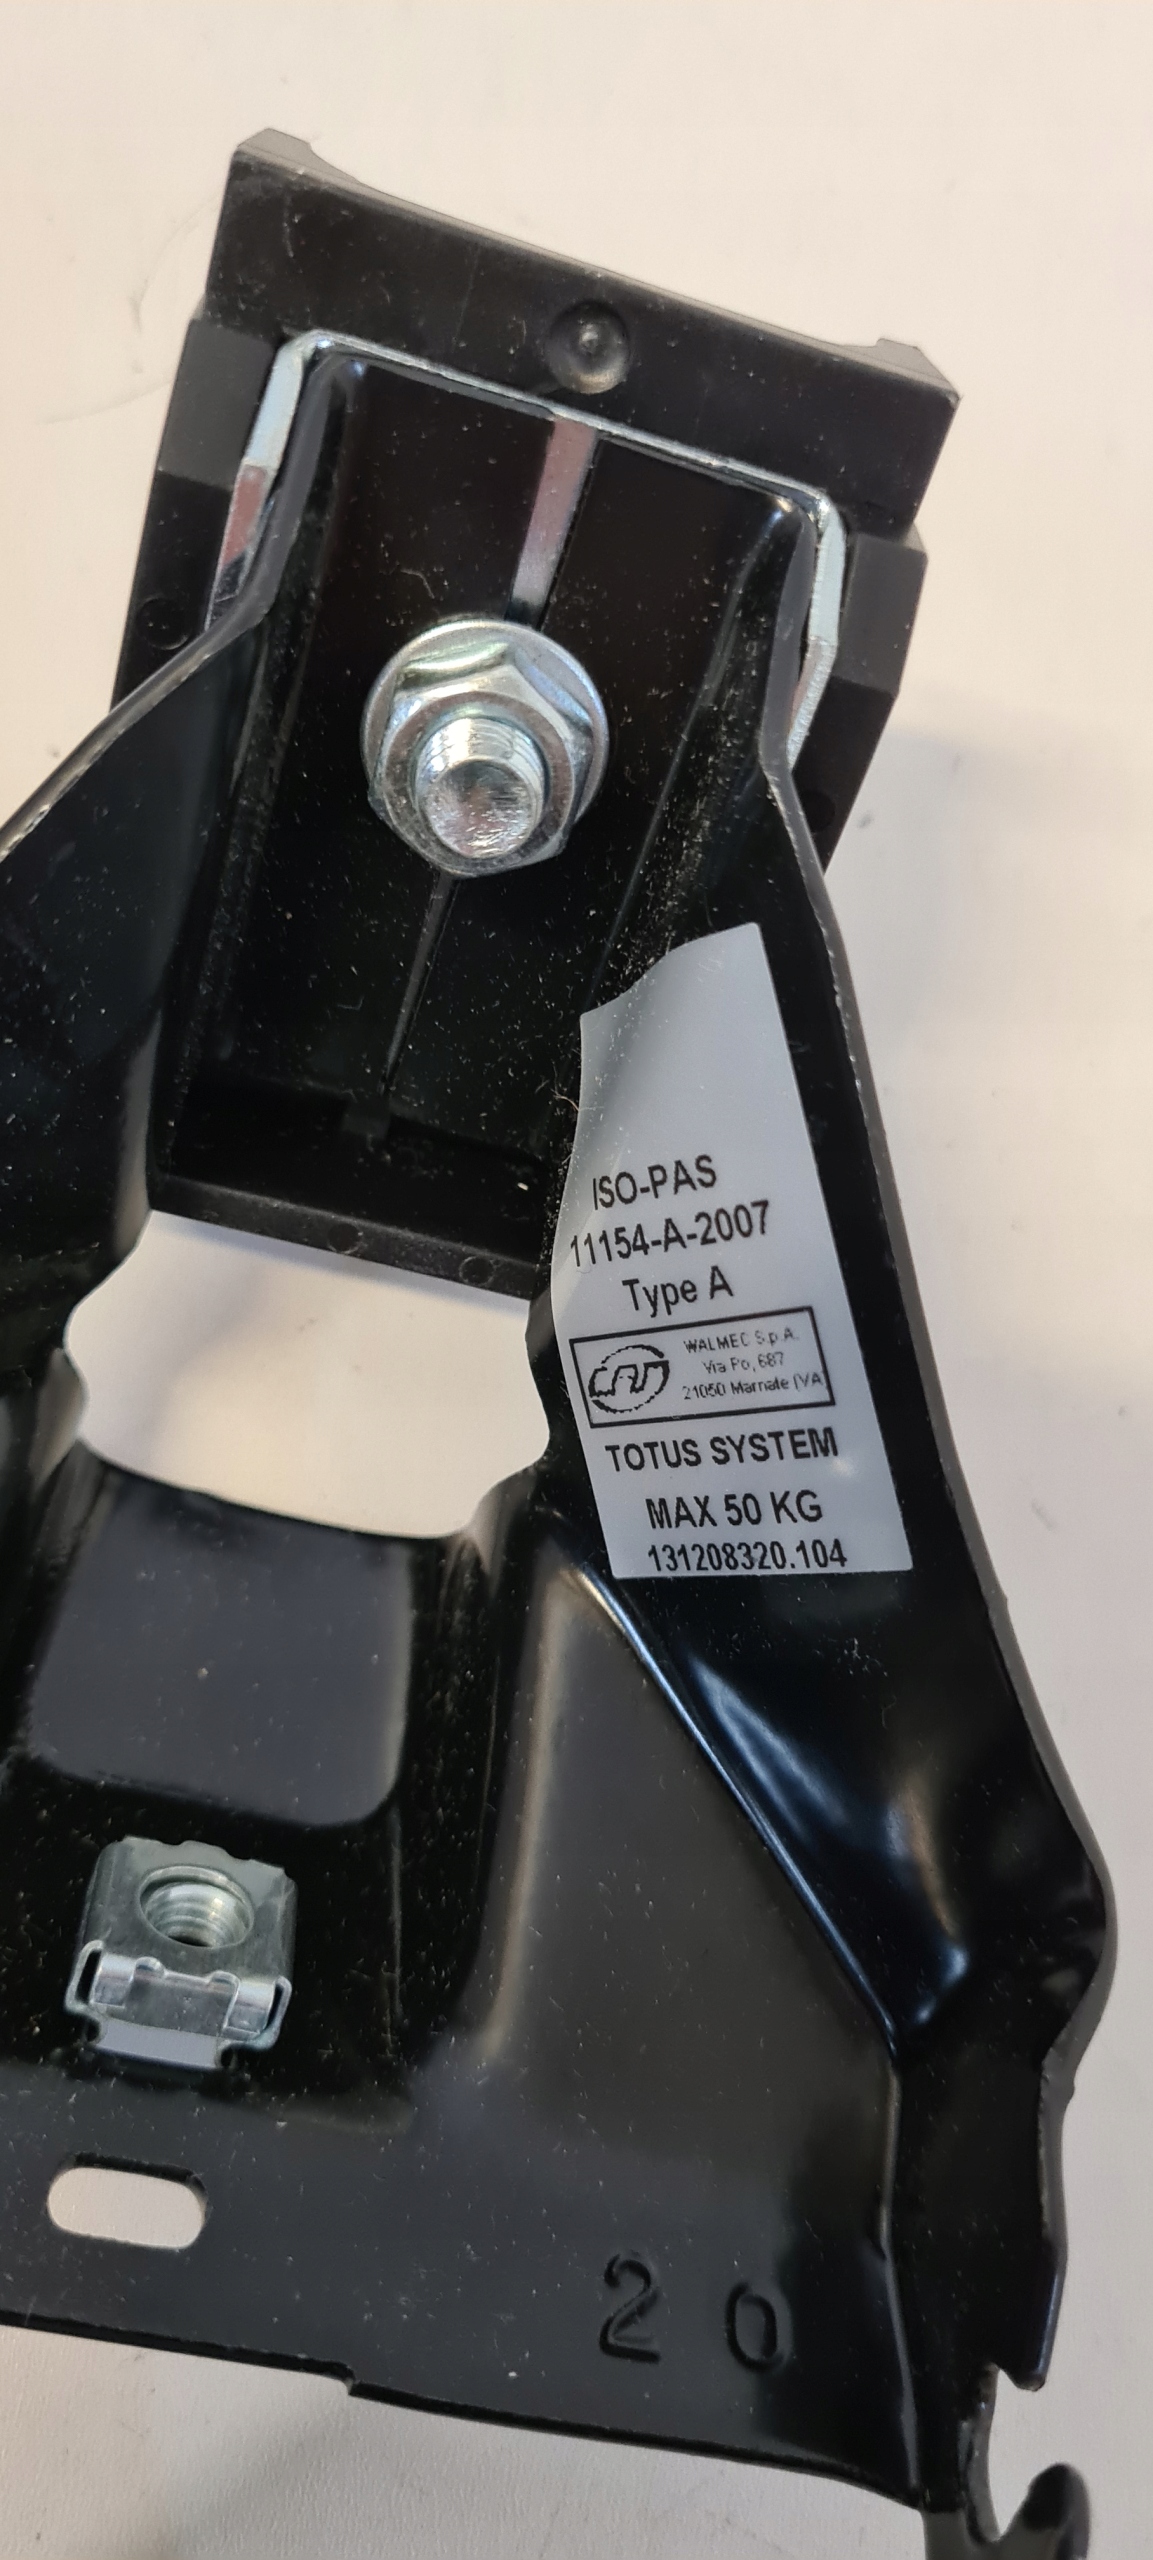 ISO-PAS
11154-A-2007
Type A
WALMEC S.p.A.
Via Po, 687
21050 Marnate (VA
TOTUS SYSTEM
MAX 50 KG
131208320.104
20